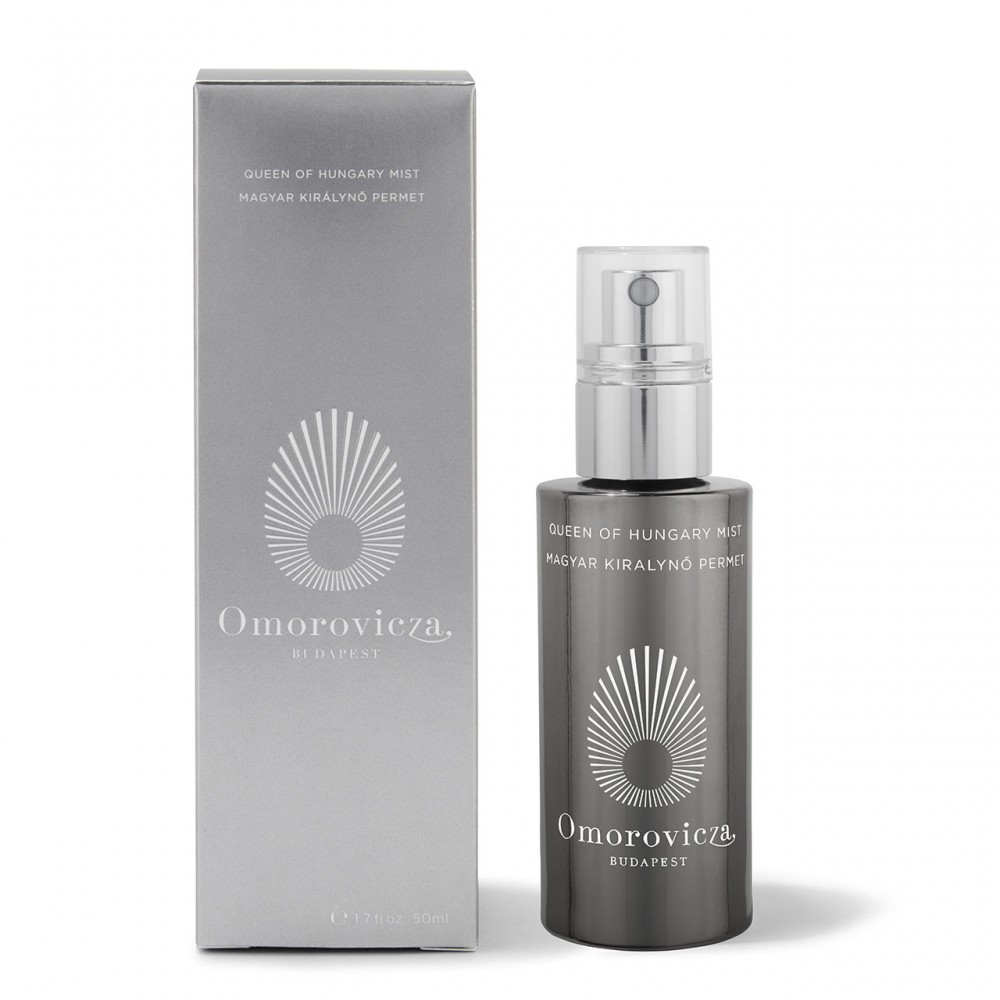 QUEEN OF HUNGARY MIST
MAGYAR KIRÁLYNŐ PERMET
Omorovicza
BUDAPEST
℮ 1.7 fl oz 50ml
QUEEN OF HUNGARY MIST
MAGYAR KIRALYNŐ PERMET
Omorovicza
BUDAPEST